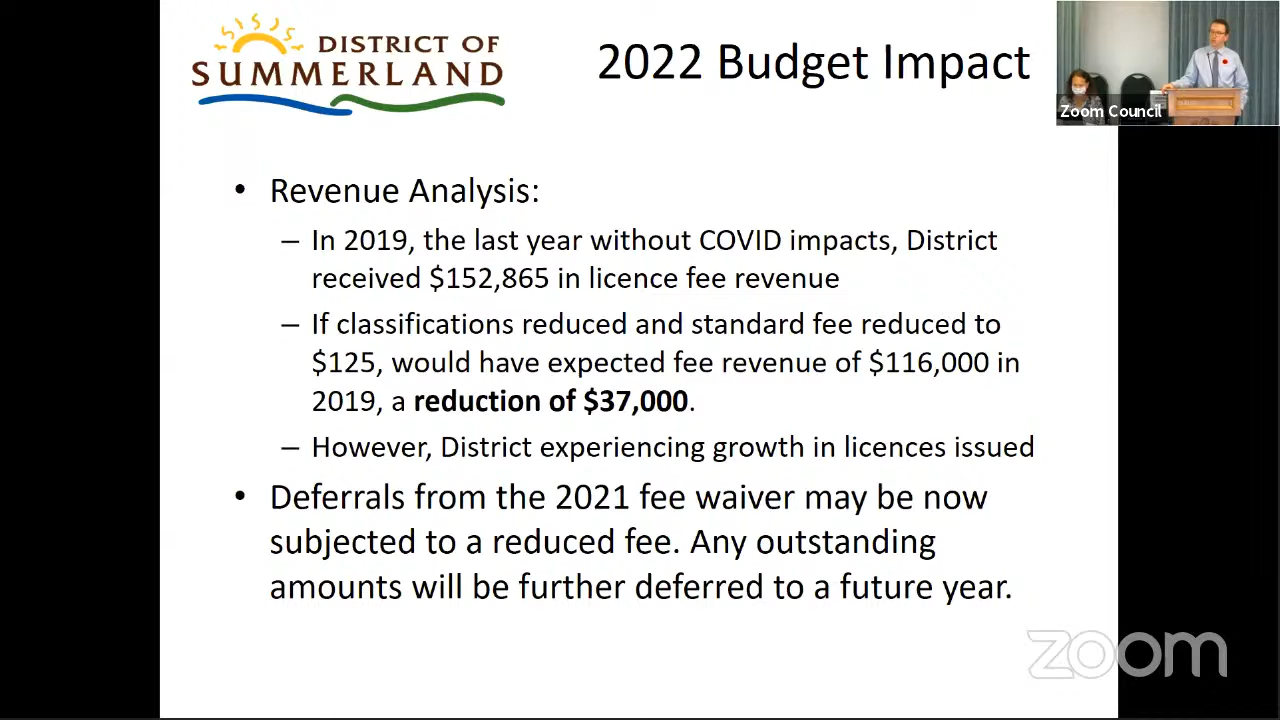 DISTRICT OF
SUMMERLAND
2022 Budget Impact
Zoom Council
• Revenue Analysis:
– In 2019, the last year without COVID impacts, District
received $152,865 in licence fee revenue
– If classifications reduced and standard fee reduced to
$125, would have expected fee revenue of $116,000 in
2019, a reduction of $37,000.
– However, District experiencing growth in licences issued
• Deferrals from the 2021 fee waiver may be now
subjected to a reduced fee. Any outstanding
amounts will be further deferred to a future year.
zoom